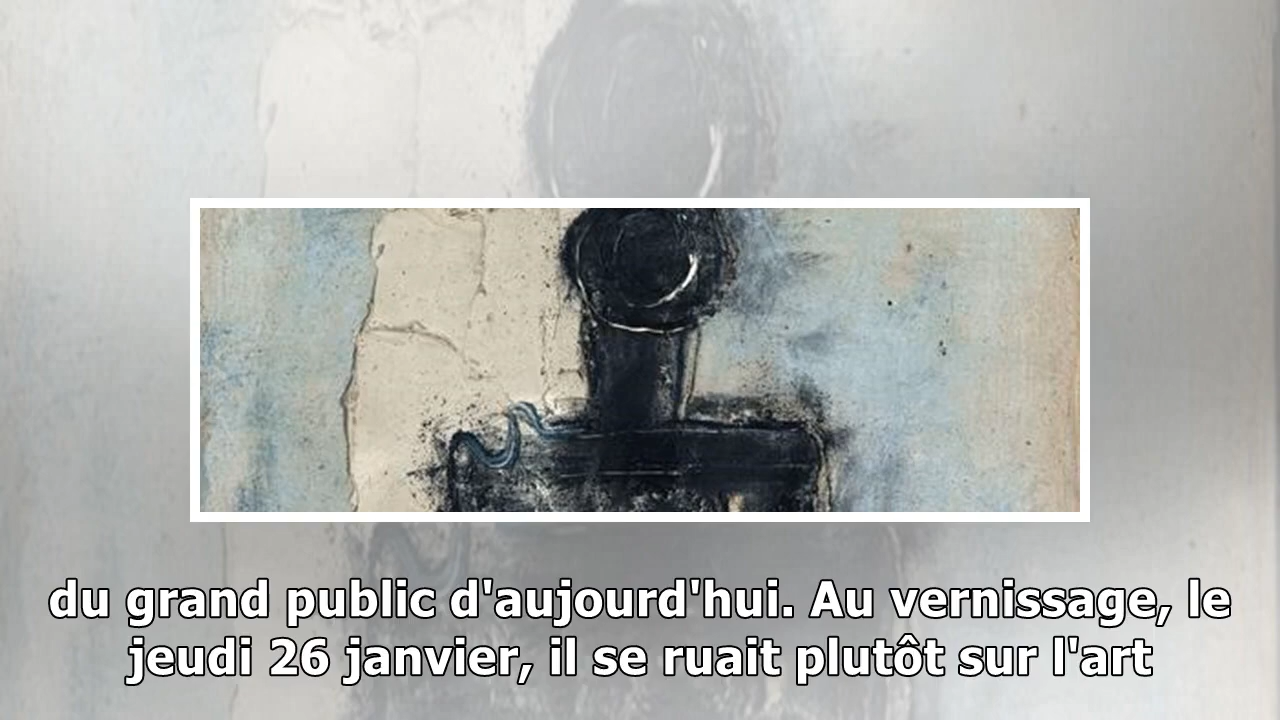 du grand public d'aujourd'hui. Au vernissage, le
jeudi 26 janvier, il se ruait plutôt sur l'art